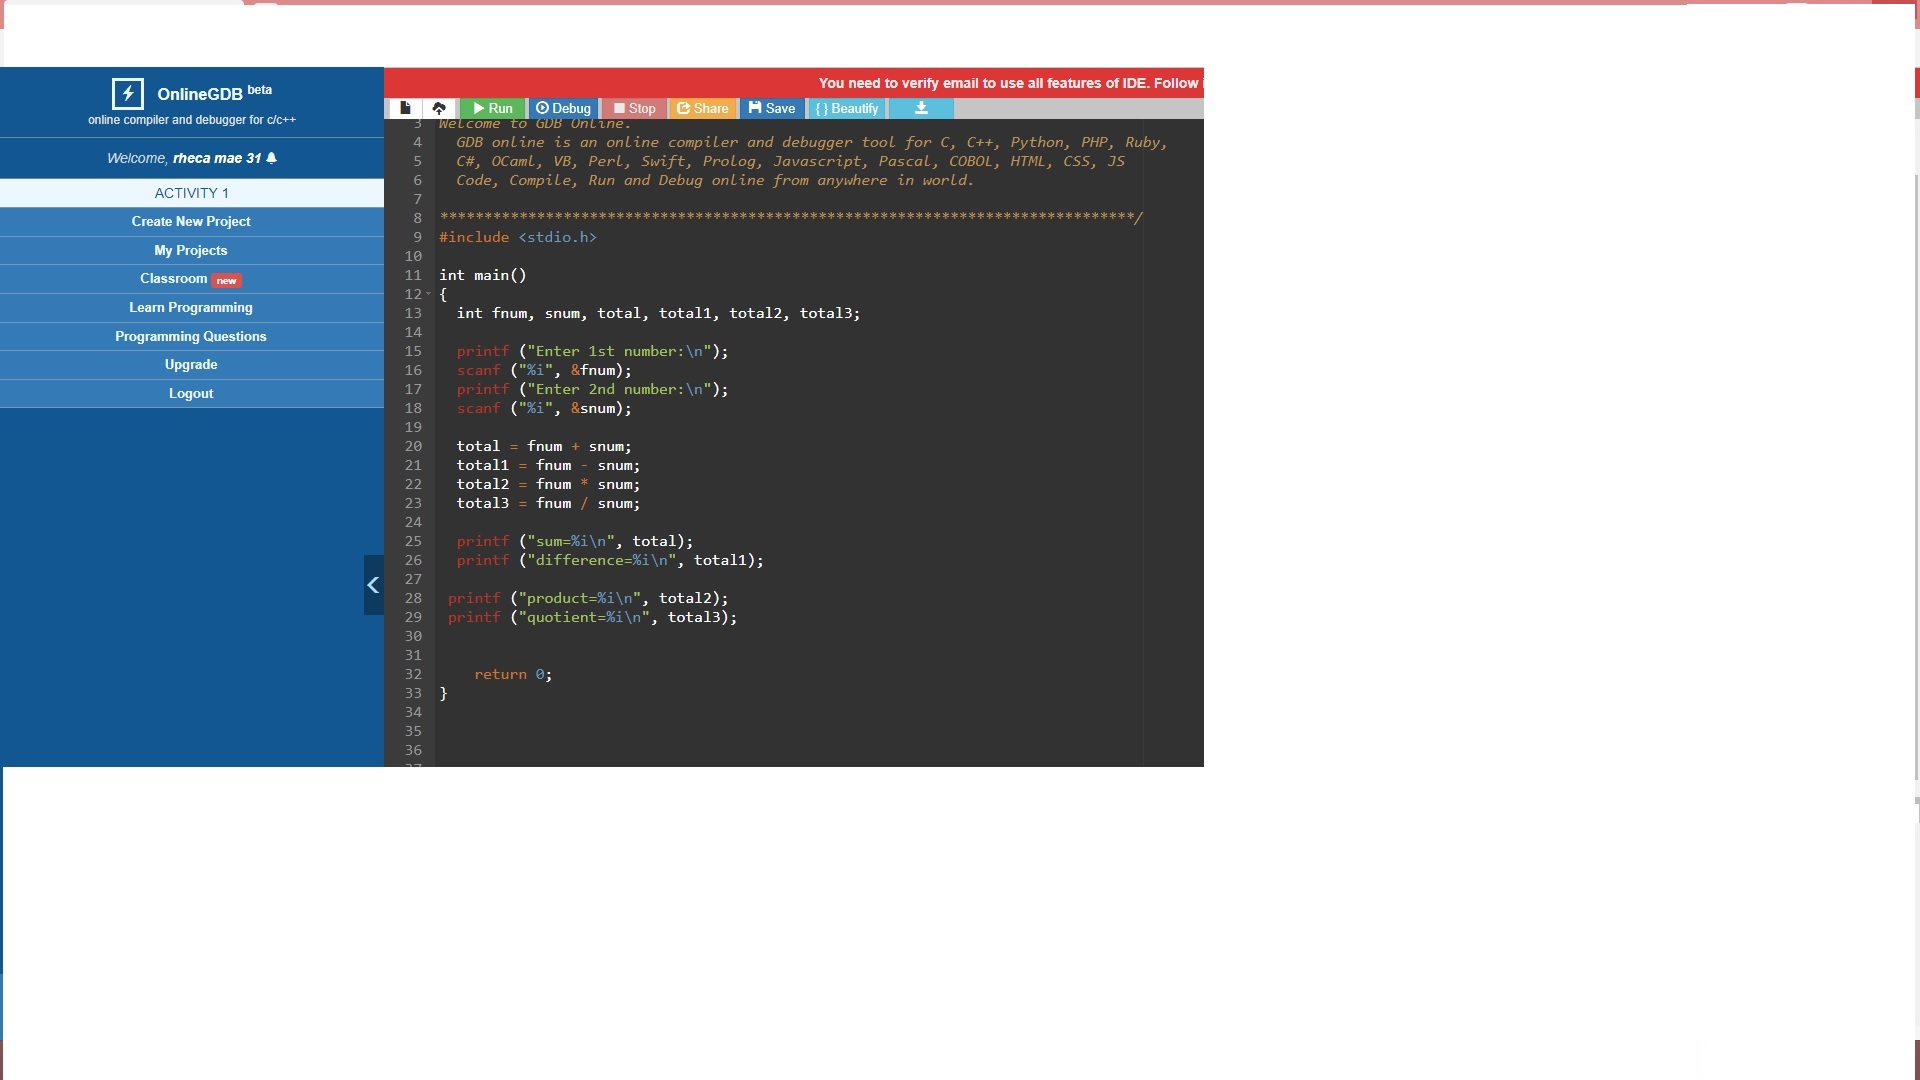 OnlineGDB beta
online compiler and debugger for c/c++
Welcome, rheca mae 31
ACTIVITY 1
Create New Project
My Projects
Classroom new
Learn Programming
Programming Questions
Upgrade
Logout
You need to verify email to use all features of IDE. Follow
Run Debug Stop Share Save { } Beautify
3 Welcome to GDB Online.
4 GDB online is an online compiler and debugger tool for C, C++, Python, PHP, Ruby,
5 C#, OCaml, VB, Perl, Swift, Prolog, Javascript, Pascal, COBOL, HTML, CSS, JS
6 Code, Compile, Run and Debug online from anywhere in world.
7
8 *******************************************************************************/
9 #include <stdio.h>
10
11 int main()
12 {
13 int fnum, snum, total, total1, total2, total3;
14
15 printf ("Enter 1st number:\n");
16 scanf ("%i", &fnum);
17 printf ("Enter 2nd number:\n");
18 scanf ("%i", &snum);
19
20 total = fnum + snum;
21 total1 = fnum - snum;
22 total2 = fnum * snum;
23 total3 = fnum / snum;
24
25 printf ("sum=%i\n", total);
26 printf ("difference=%i\n", total1);
27
28 printf ("product=%i\n", total2);
29 printf ("quotient=%i\n", total3);
30
31
32 return 0;
33 }
34
35
36